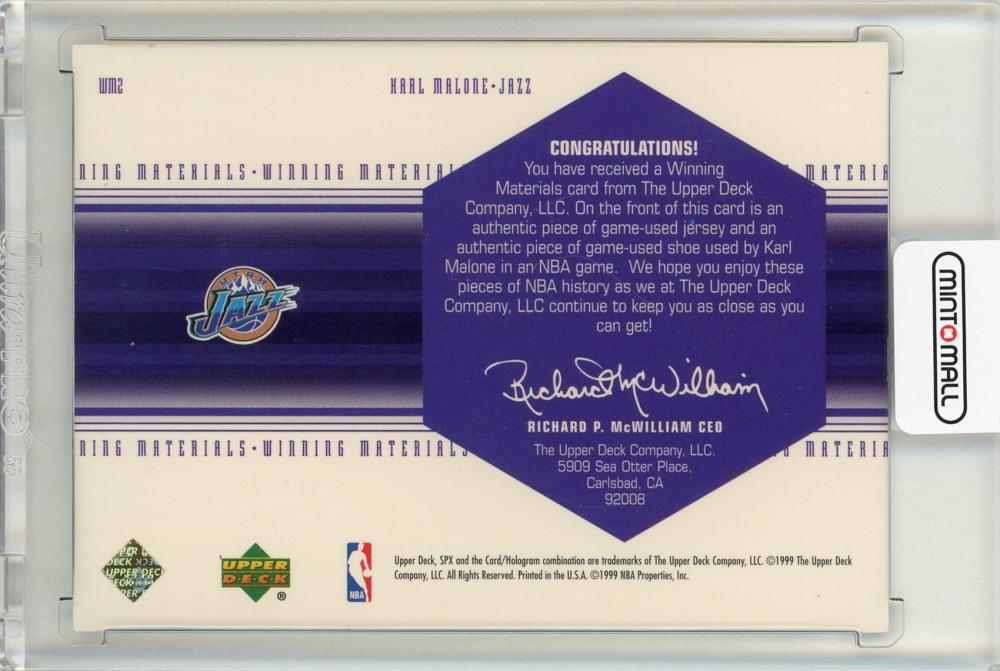 WM2
KARL MALONE•JAZZ
NING MATERIALS•WINNING MATERIAL
MATERIA
CONGRATULATIONS!
You have received a Winning
Materials card from The Upper Deck
Company, LLC. On the front of this card is an
authentic piece of game-used jersey and an
authentic piece of game-used shoe used by Karl
Malone in an NBA game. We hope you enjoy these
pieces of NBA history as we at The Upper Deck
Company, LLC continue to keep you as close as you
can get!
UTAH
JAZZ
Richard McWilliam
RICHARD P. McWILLIAM CEO
NING MATERIALS•WINNING MATERIALS
S MATERIA
The Upper Deck Company, LLC.
5909 Sea Otter Place,
Carlsbad, CA
92008
UPPER DECK
UPPER
D•E•C•K
®
NBA
Upper Deck, SPX and the Card/Hologram combination are trademarks of The Upper Deck Company, LLC. ©1999 The Upper Deck
Company, LLC. All Rights Reserved. Printed in the U.S.A. ©1999 NBA Properties, Inc.
MINT MALL